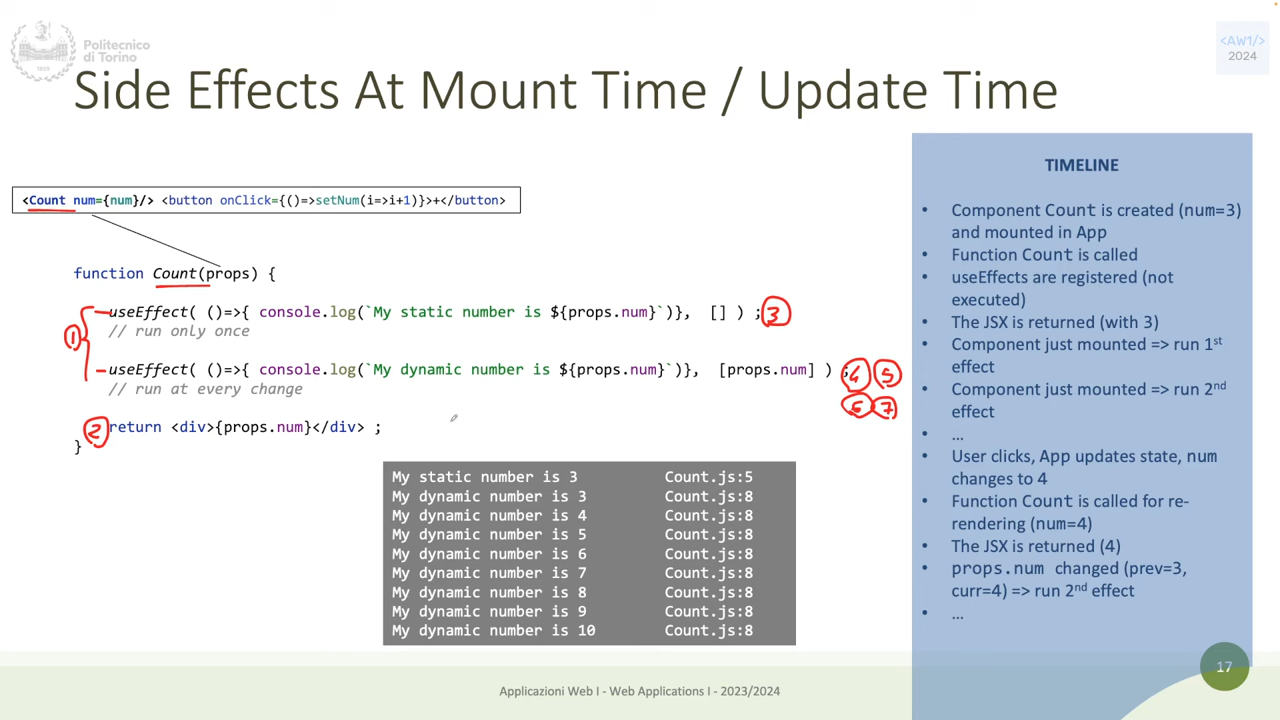 Politecnico
di Torino
1859
<AW1/>
2024
Side Effects At Mount Time / Update Time
<Count num={num}/> <button onClick={()=>setNum(i=>i+1)}>+</button>
function Count(props) {
1
useEffect( ()=>{ console.log(`My static number is ${props.num}`)}, [] ) ; 3
// run only once
useEffect( ()=>{ console.log(`My dynamic number is ${props.num}`)}, [props.num] ) ; 4 5
// run at every change
6 7
2 return <div>{props.num}</div> ;
}
My static number is 3 Count.js:5
My dynamic number is 3 Count.js:8
My dynamic number is 4 Count.js:8
My dynamic number is 5 Count.js:8
My dynamic number is 6 Count.js:8
My dynamic number is 7 Count.js:8
My dynamic number is 8 Count.js:8
My dynamic number is 9 Count.js:8
My dynamic number is 10 Count.js:8
TIMELINE
• Component Count is created (num=3)
and mounted in App
• Function Count is called
• useEffects are registered (not
executed)
• The JSX is returned (with 3)
• Component just mounted => run 1st
effect
• Component just mounted => run 2nd
effect
• …
• User clicks, App updates state, num
changes to 4
• Function Count is called for re-
rendering (num=4)
• The JSX is returned (4)
• props.num changed (prev=3,
curr=4) => run 2nd effect
• …
17
Applicazioni Web I - Web Applications I - 2023/2024